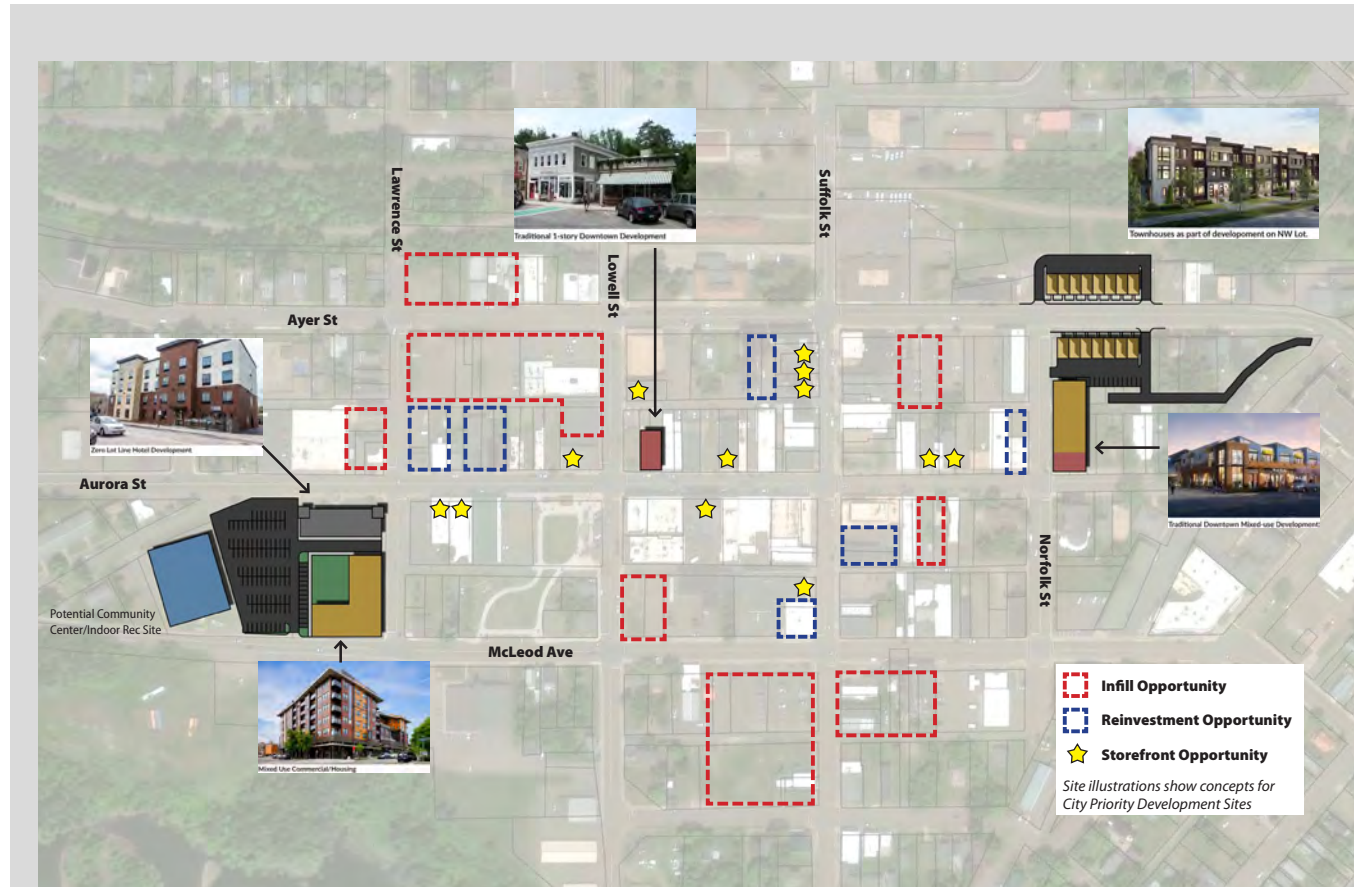 Traditional 1-story Downtown Development
Townhouses as part of developoment on NW Lot.
Lawrence St
Suffolk St
Lowell St
Ayer St
Zero Lot Line Hotel Development
Aurora St
Traditional Downtown Mixed-use Development
Norfolk St
Potential Community
Center/Indoor Rec Site
McLeod Ave
Mixed Use Commercial/Housing
Infill Opportunity
Reinvestment Opportunity
Storefront Opportunity
Site illustrations show concepts for
City Priority Development Sites